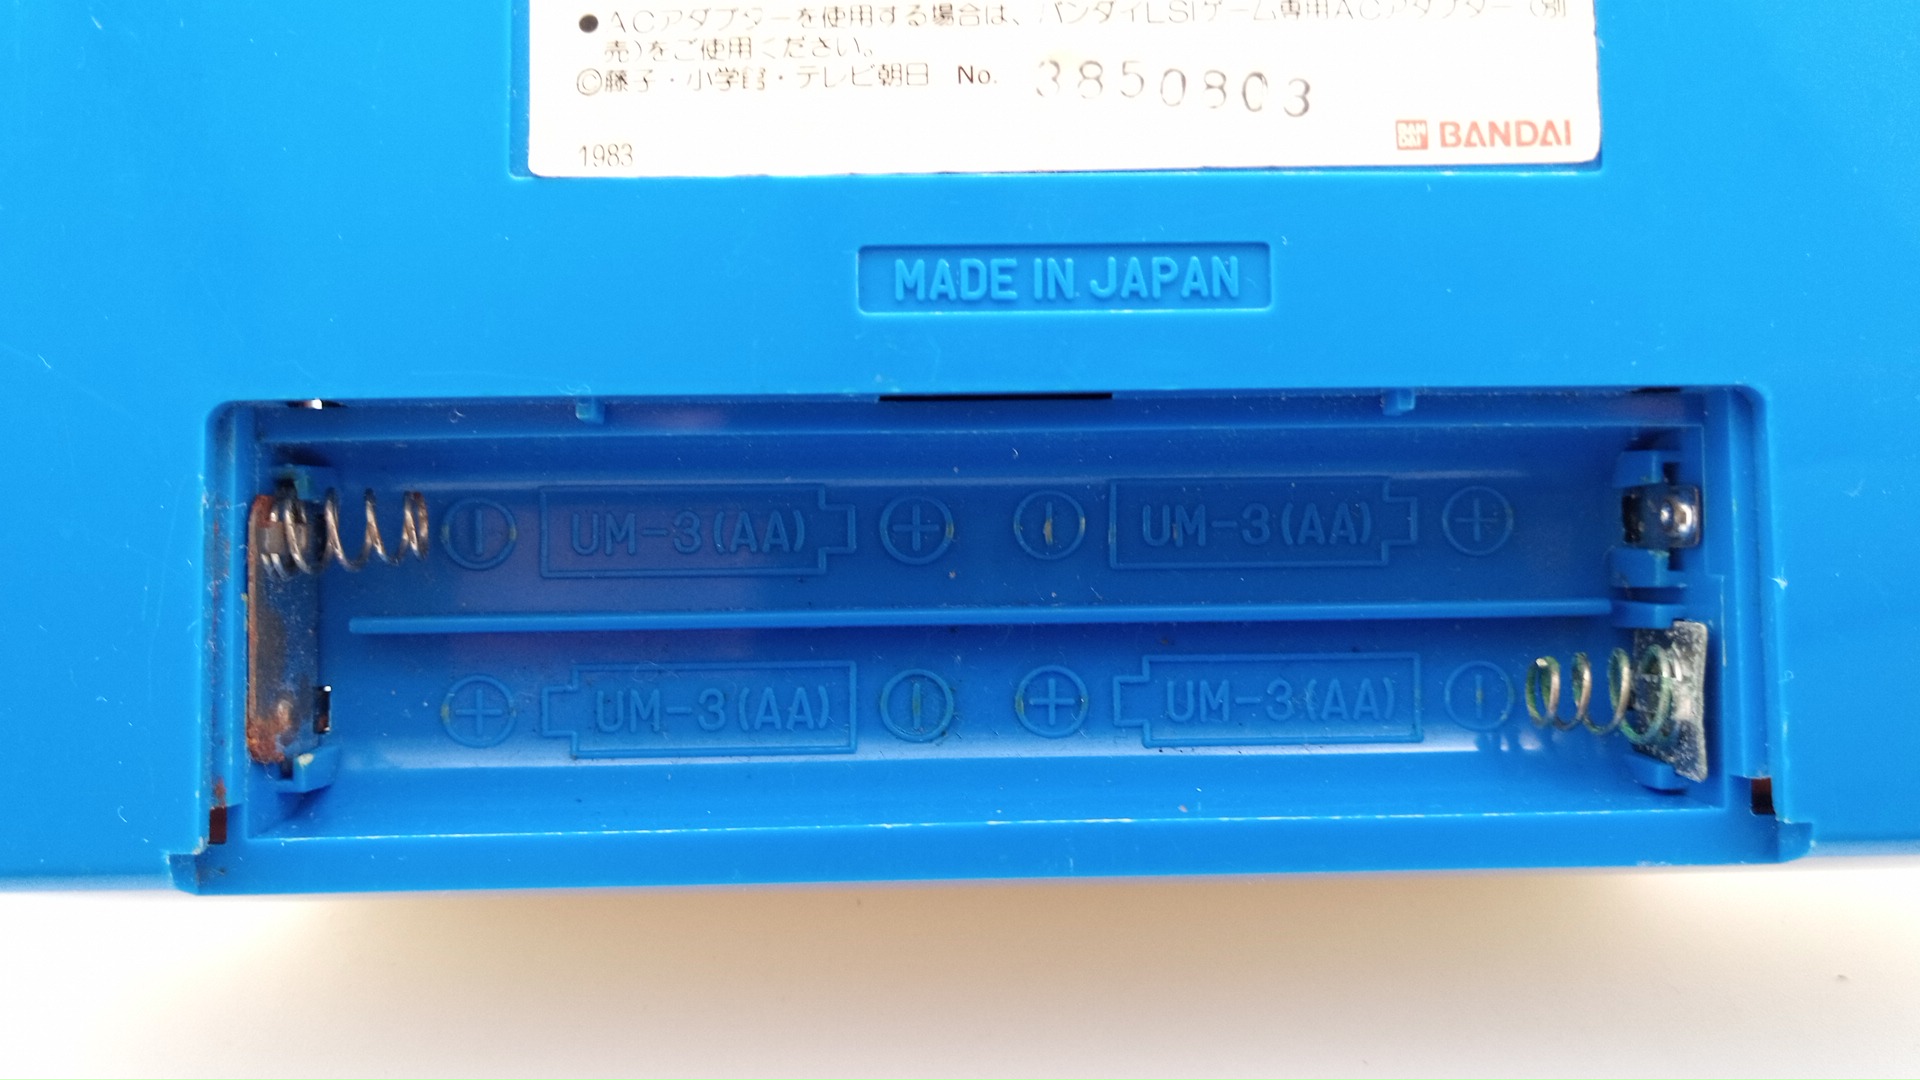 ●ACアダプターを使用する場合は、バンダイLSIゲーム専用ACアダプター(別
売)をご使用ください。
©藤子・小学館・テレビ朝日 No. 3850803
1983 BAN DAI BANDAI
MADE IN JAPAN
UM-3(AA) + UM-3(AA) +
+ UM-3(AA) + UM-3(AA)